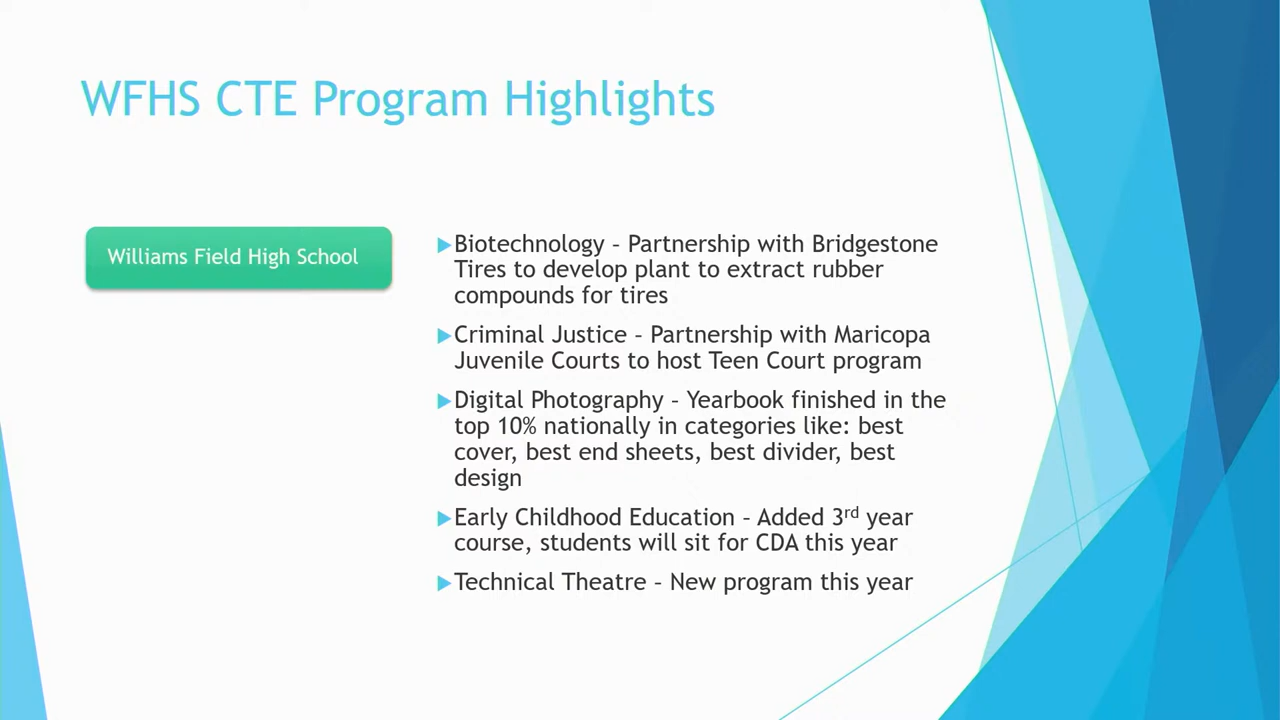 WFHS CTE Program Highlights
Williams Field High School
Biotechnology – Partnership with Bridgestone
Tires to develop plant to extract rubber
compounds for tires
Criminal Justice – Partnership with Maricopa
Juvenile Courts to host Teen Court program
Digital Photography – Yearbook finished in the
top 10% nationally in categories like: best
cover, best end sheets, best divider, best
design
Early Childhood Education – Added 3rd year
course, students will sit for CDA this year
Technical Theatre – New program this year